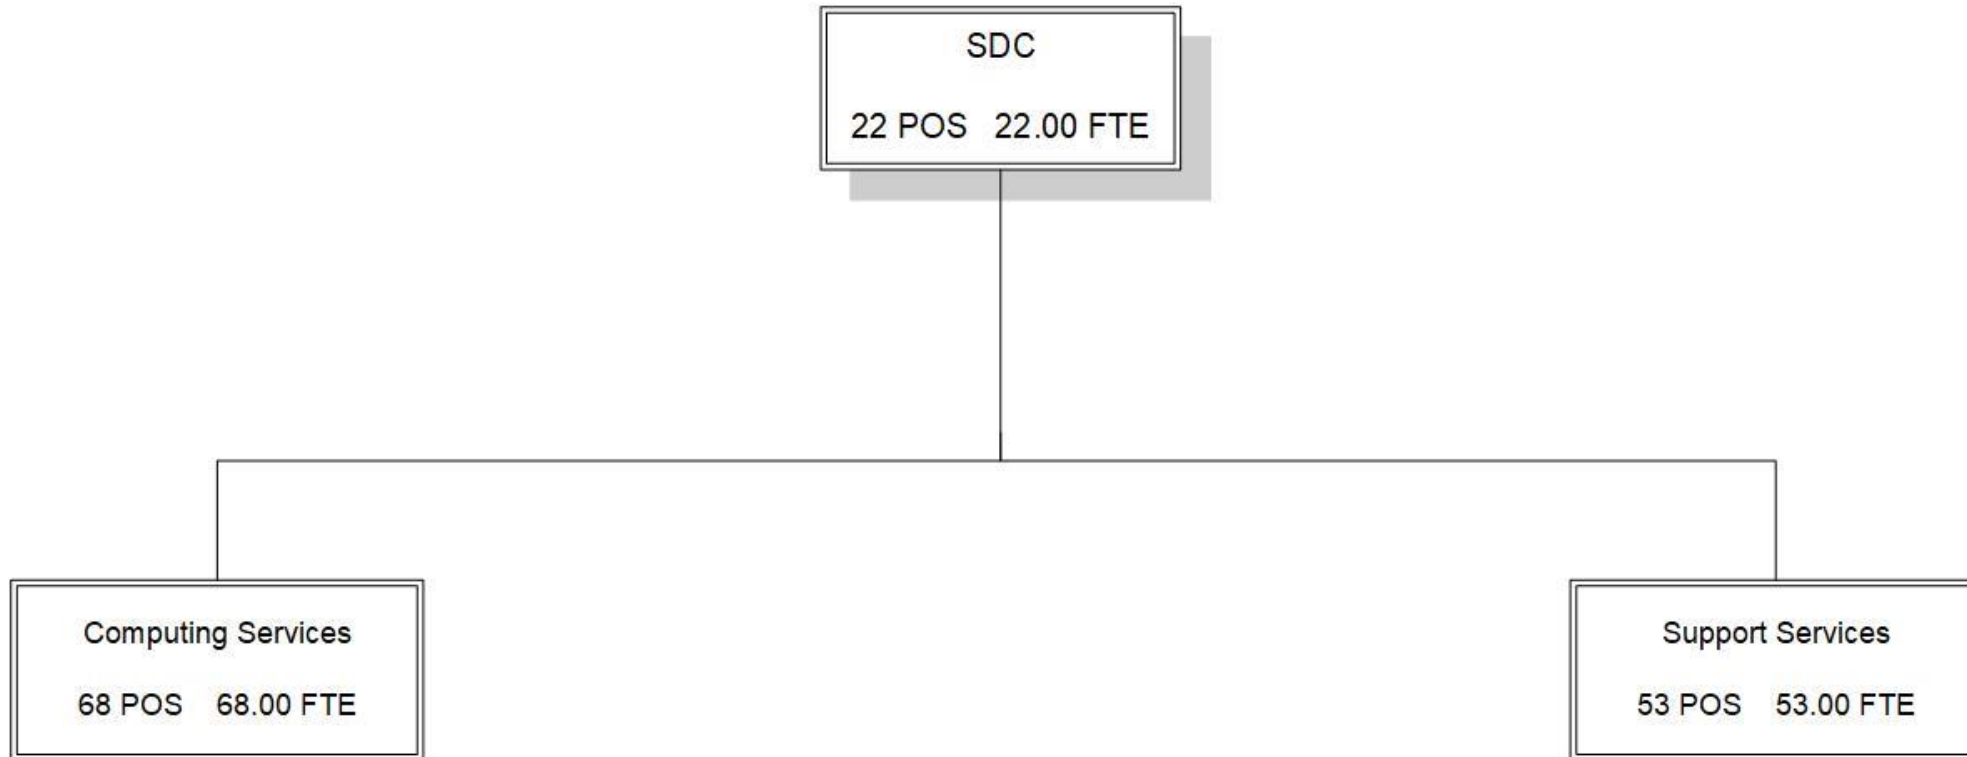 SDC
22 POS 22.00 FTE
Computing Services
68 POS 68.00 FTE
Support Services
53 POS 53.00 FTE